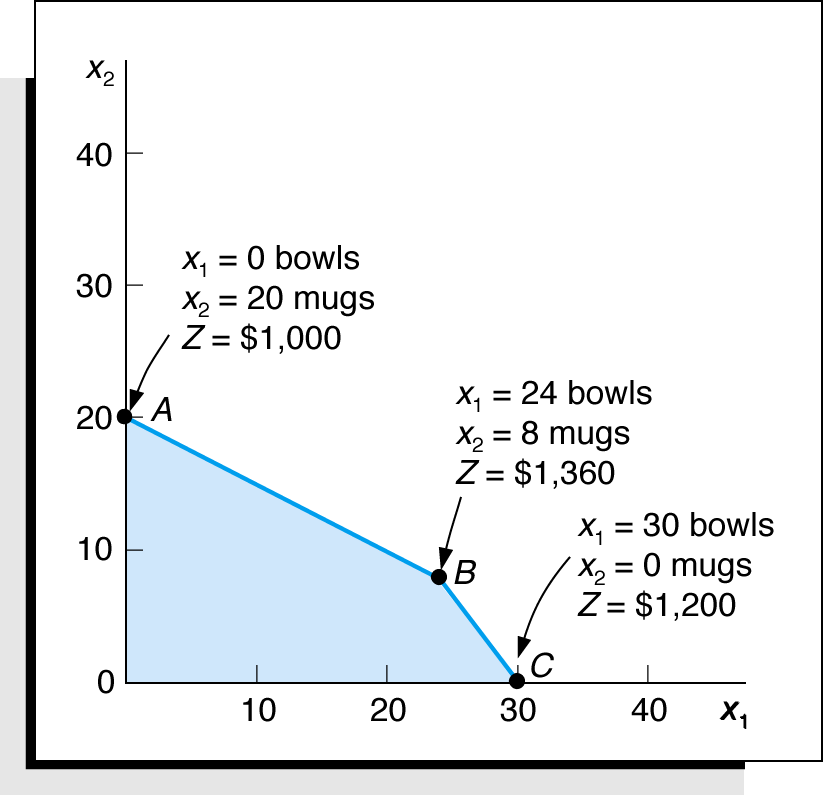 x₂
40
x₁ = 0 bowls
x₂ = 20 mugs
Z = $1,000
30
20
A
x₁ = 24 bowls
x₂ = 8 mugs
Z = $1,360
B
x₁ = 30 bowls
x₂ = 0 mugs
Z = $1,200
C
10
0
10 20 30 40 x₁